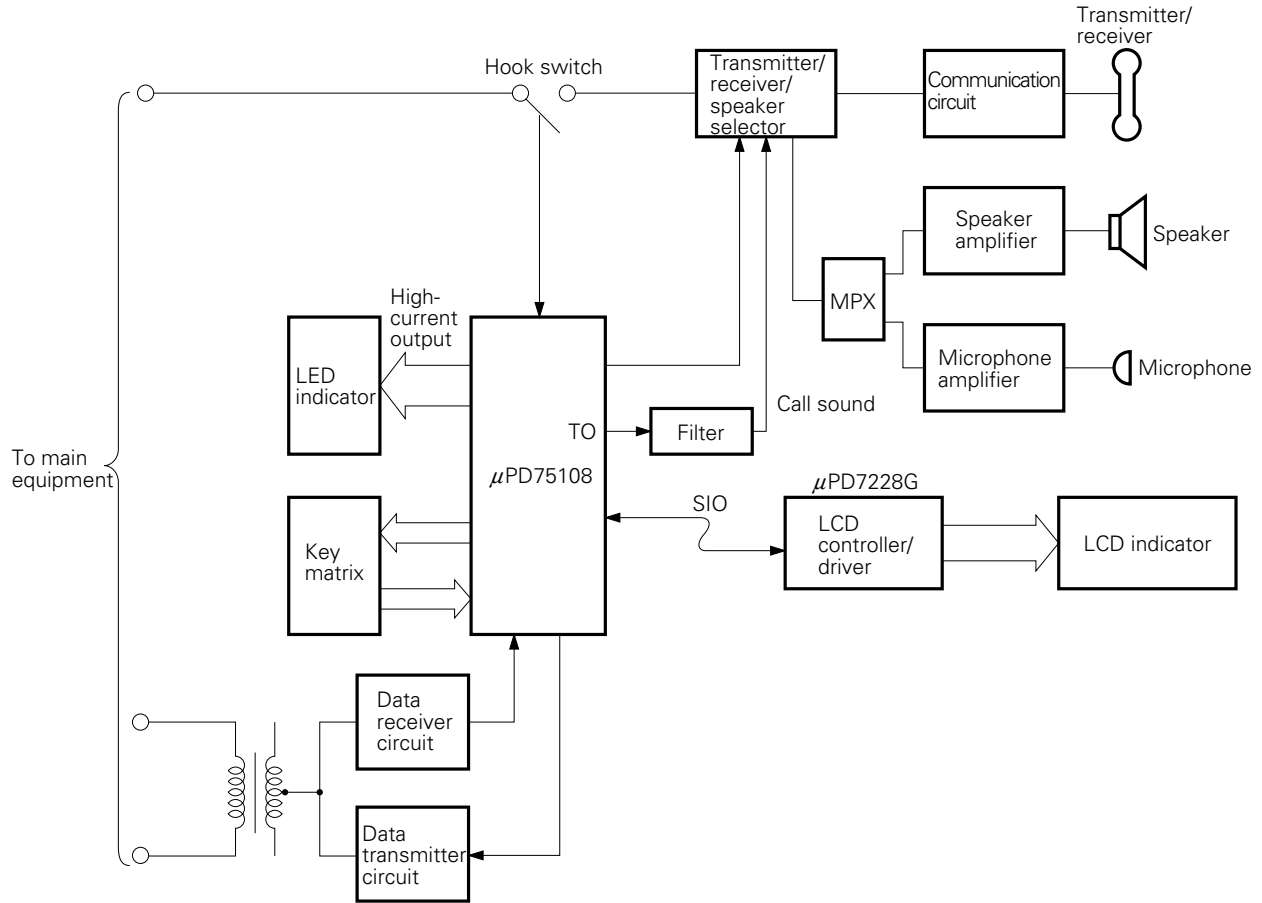 Transmitter/
receiver
Hook switch
Transmitter/
receiver/
speaker
selector
Communication
circuit
Speaker
amplifier
Speaker
MPX
High-
current
output
LED
indicator
Microphone
amplifier
Microphone
Call sound
TO
Filter
To main
equipment
μPD75108
μPD7228G
SIO
LCD
controller/
driver
LCD indicator
Key
matrix
Data
receiver
circuit
Data
transmitter
circuit